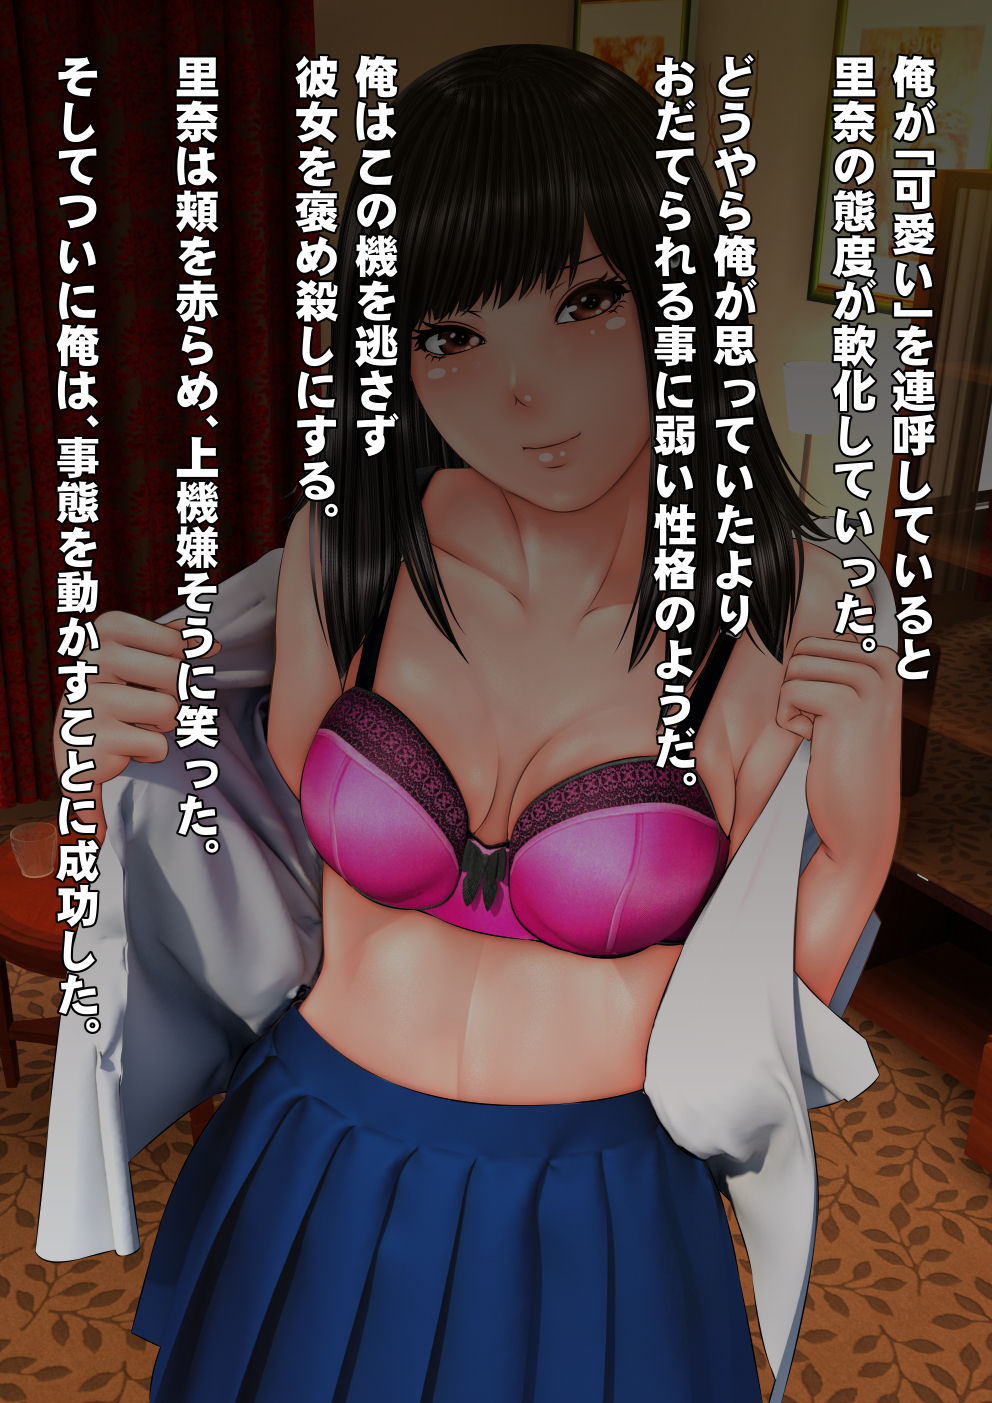 俺が「可愛い」を連呼していると
里奈の態度が軟化していった。
どうやら俺が思っていたより
おだてられる事に弱い性格のようだ。
俺はこの機を逃さず
彼女を褒め殺しにする。
里奈は頬を赤らめ、上機嫌そうに笑った。
そしてついに俺は、事態を動かすことに成功した。